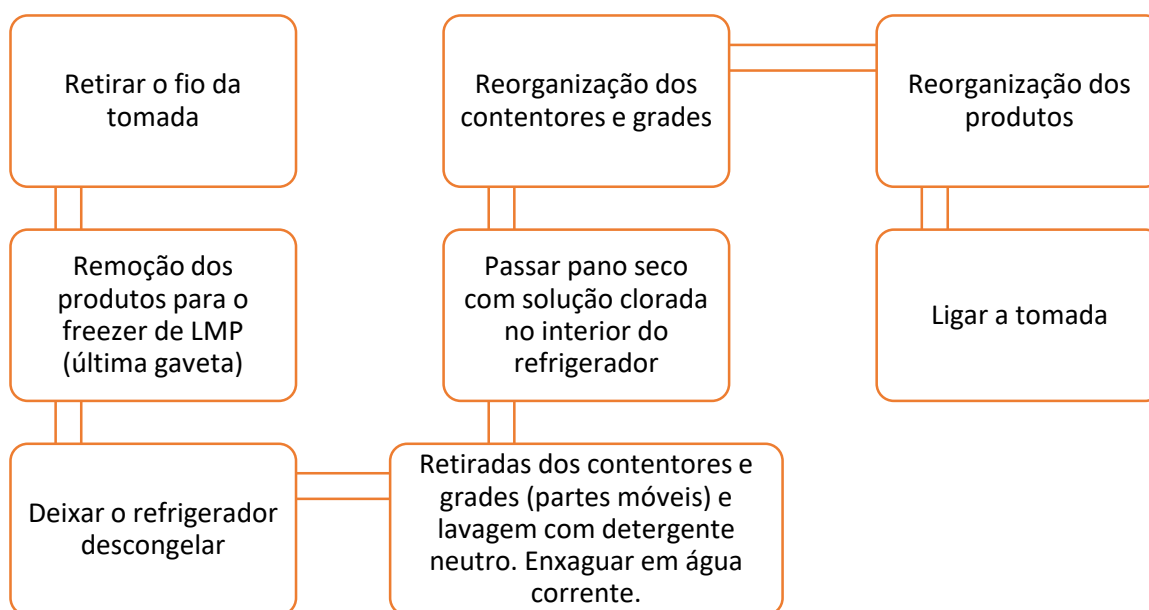 Retirar o fio da
tomada
Remoção dos
produtos para o
freezer de LMP
(última gaveta)
Deixar o refrigerador
descongelar
Retiradas dos contentores e
grades (partes móveis) e
lavagem com detergente
neutro. Enxaguar em água
corrente.
Passar pano seco
com solução clorada
no interior do
refrigerador
Reorganização dos
contentores e grades
Reorganização dos
produtos
Ligar a tomada